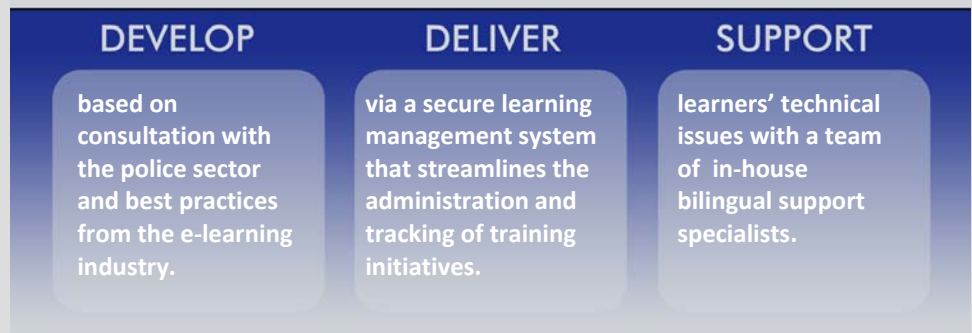 DEVELOP
based on
consultation with
the police sector
and best practices
from the e-learning
industry.
DELIVER
via a secure learning
management system
that streamlines the
administration and
tracking of training
initiatives.
SUPPORT
learners’ technical
issues with a team
of in-house
bilingual support
specialists.